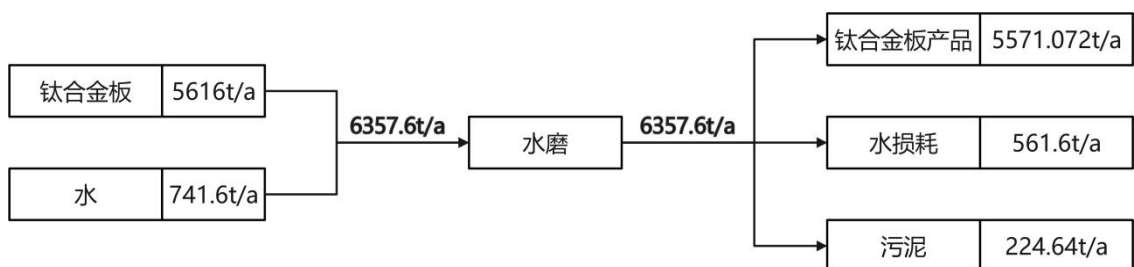 钛合金板 5616t/a
水 741.6t/a
6357.6t/a
水磨
6357.6t/a
钛合金板产品 5571.072t/a
水损耗 561.6t/a
污泥 224.64t/a